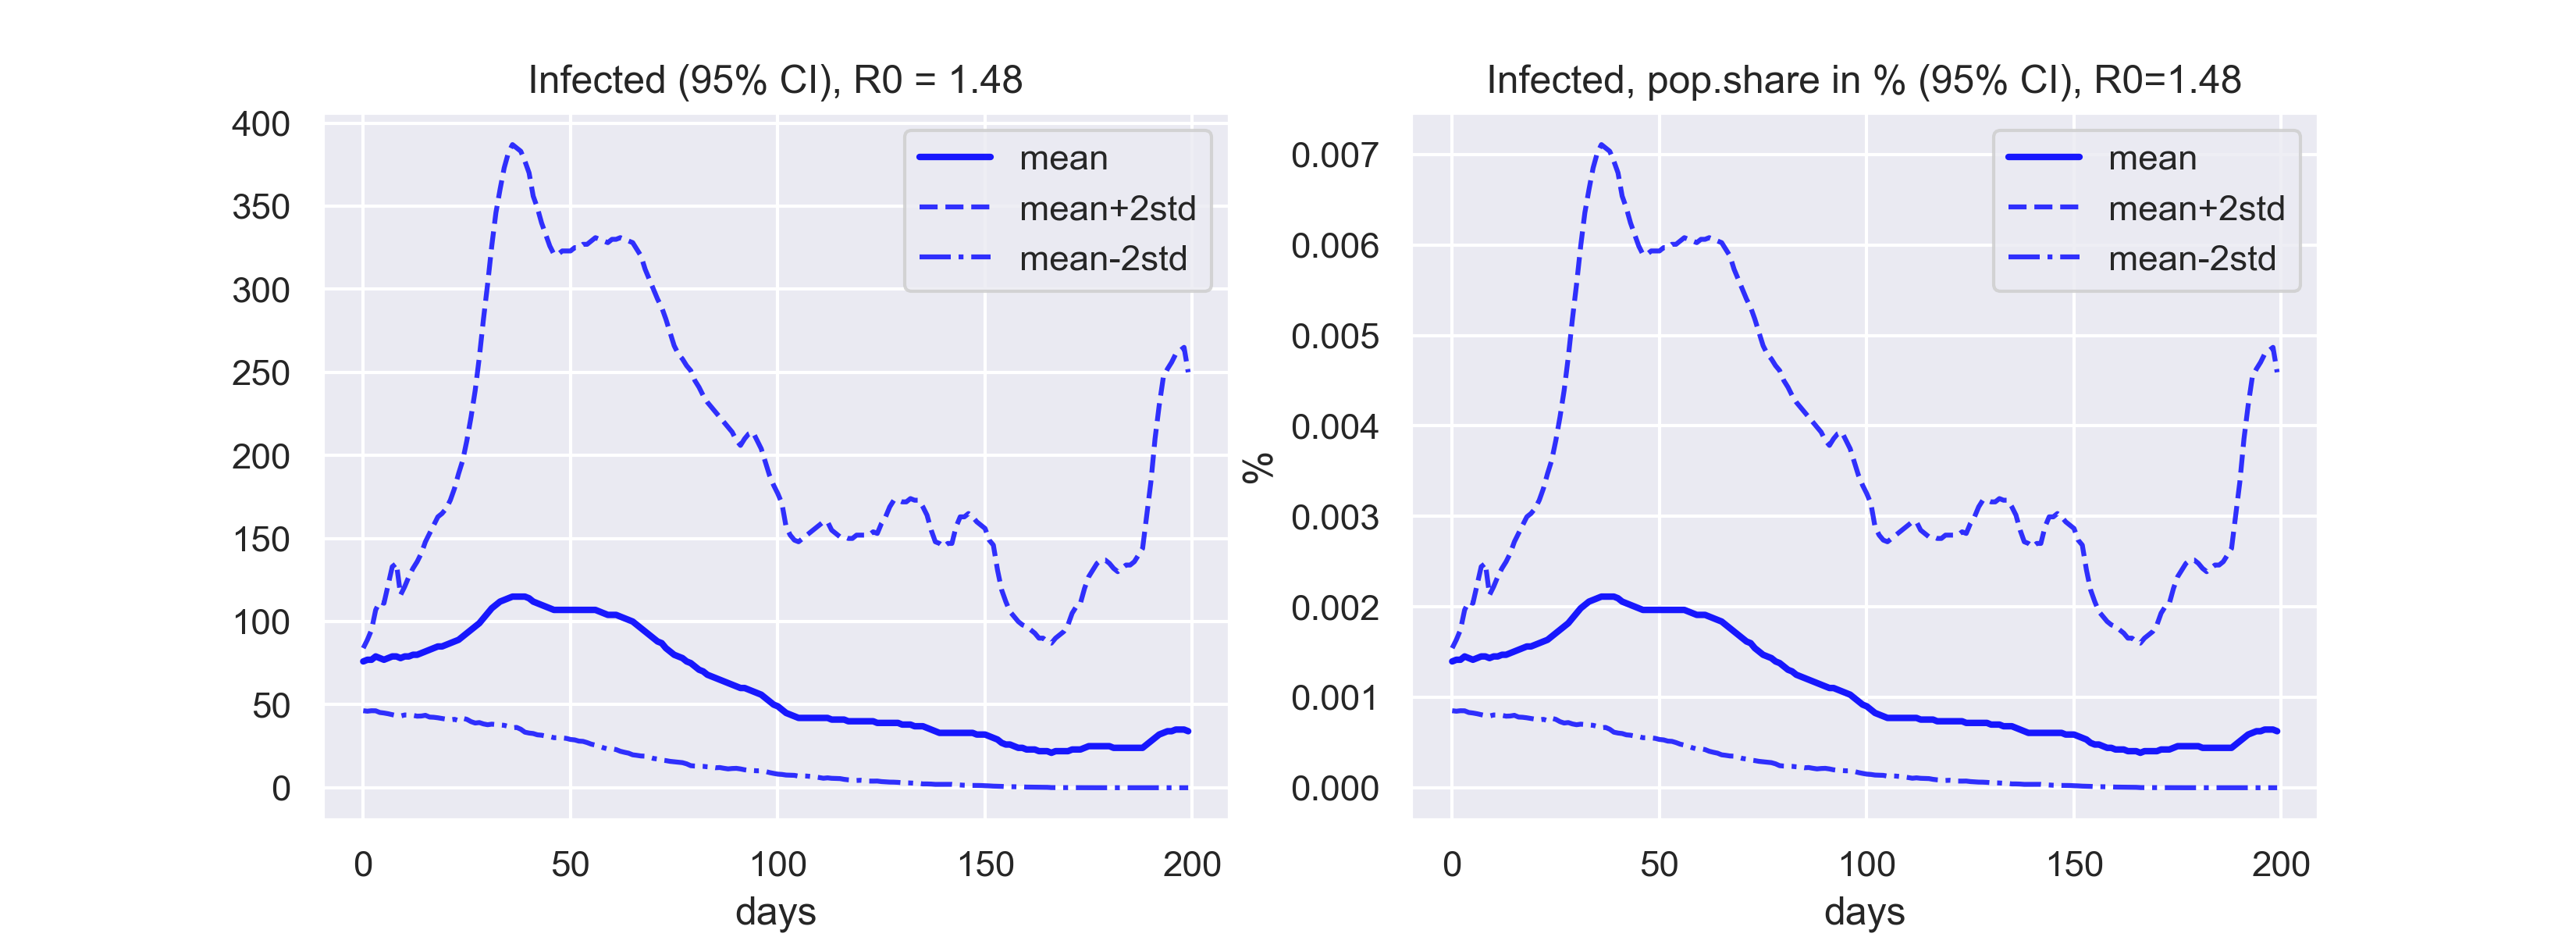 Infected (95% CI), R0 = 1.48
400
350
300
250
200
150
100
50
0
0 50 100 150 200
days
mean
mean+2std
mean-2std
Infected, pop.share in % (95% CI), R0=1.48
%
0.007
0.006
0.005
0.004
0.003
0.002
0.001
0.000
0 50 100 150 200
days
mean
mean+2std
mean-2std